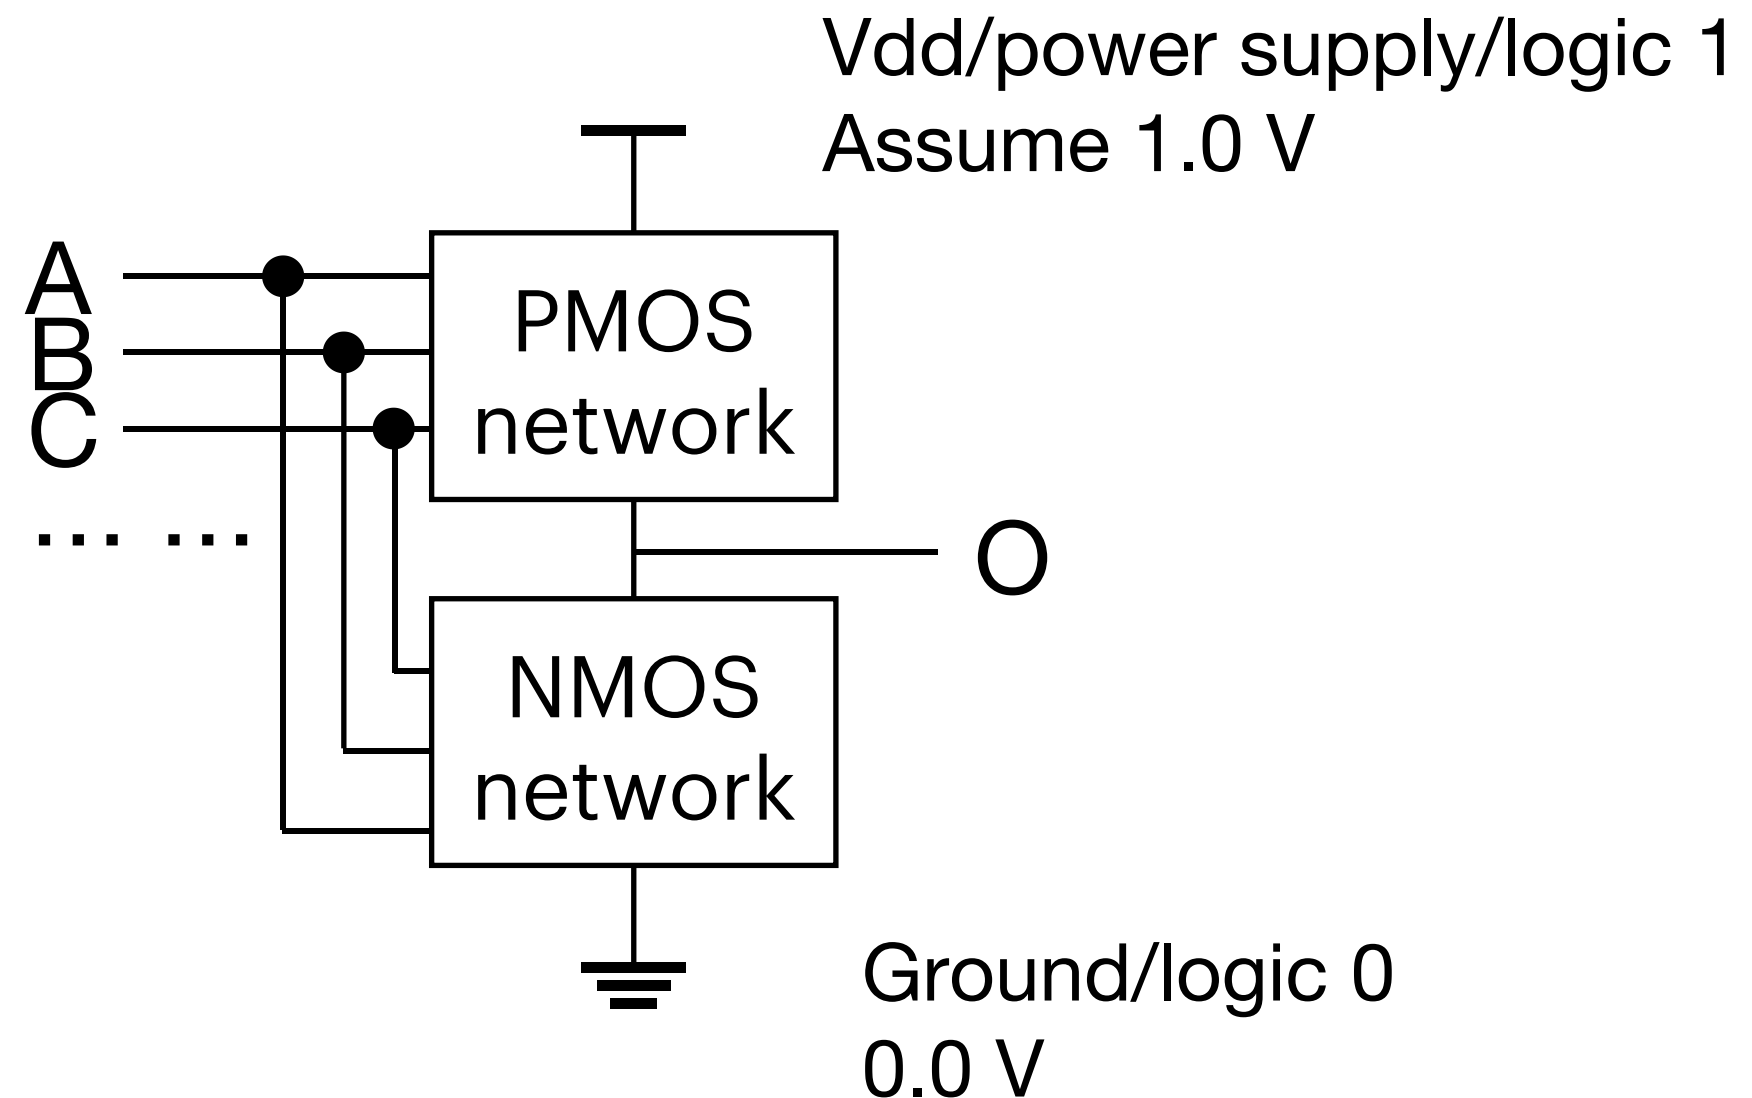 Vdd/power supply/logic 1
Assume 1.0 V
A
B
C
... ...
PMOS
network
O
NMOS
network
Ground/logic 0
0.0 V